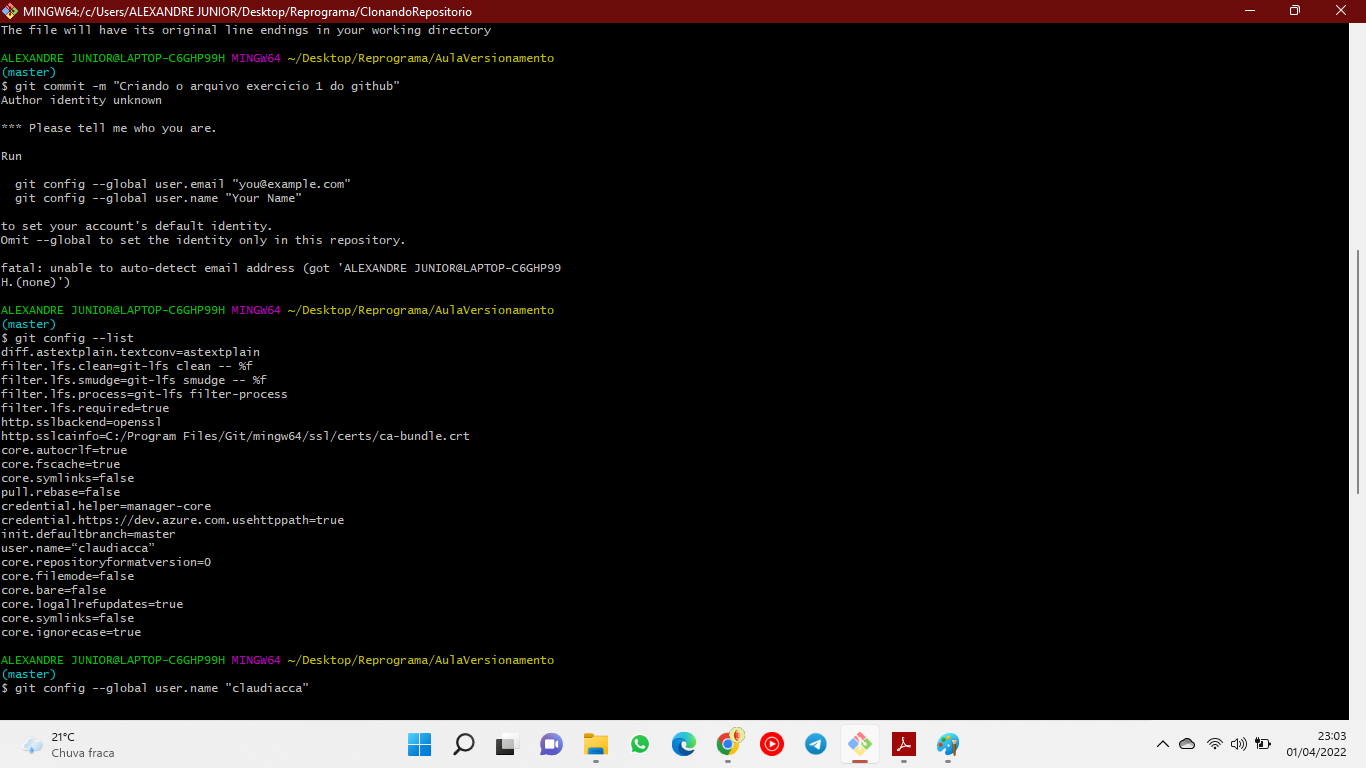 MINGW64:/c/Users/ALEXANDRE JUNIOR/Desktop/Reprograma/ClonandoRepositorio
The file will have its original line endings in your working directory
ALEXANDRE JUNIOR@LAPTOP-C6GHP99H MINGW64 ~/Desktop/Reprograma/AulaVersionamento
(master)
$ git commit -m "Criando o arquivo exercicio 1 do github"
Author identity unknown
*** Please tell me who you are.
Run
git config --global user.email "you@example.com"
git config --global user.name "Your Name"
to set your account's default identity.
Omit --global to set the identity only in this repository.
fatal: unable to auto-detect email address (got 'ALEXANDRE JUNIOR@LAPTOP-C6GHP99
H.(none)')
ALEXANDRE JUNIOR@LAPTOP-C6GHP99H MINGW64 ~/Desktop/Reprograma/AulaVersionamento
(master)
$ git config --list
diff.astextplain.textconv=astextplain
filter.lfs.clean=git-lfs clean -- %f
filter.lfs.smudge=git-lfs smudge -- %f
filter.lfs.process=git-lfs filter-process
filter.lfs.required=true
http.sslbackend=openssl
http.sslcainfo=C:/Program Files/Git/mingw64/ssl/certs/ca-bundle.crt
core.autocrlf=true
core.fscache=true
core.symlinks=false
pull.rebase=false
credential.helper=manager-core
credential.https://dev.azure.com.usehttppath=true
init.defaultbranch=master
user.name=“claudiacca”
core.repositoryformatversion=0
core.filemode=false
core.bare=false
core.logallrefupdates=true
core.symlinks=false
core.ignorecase=true
ALEXANDRE JUNIOR@LAPTOP-C6GHP99H MINGW64 ~/Desktop/Reprograma/AulaVersionamento
(master)
$ git config --global user.name "claudiacca"
21°C
Chuva fraca
23:03
01/04/2022